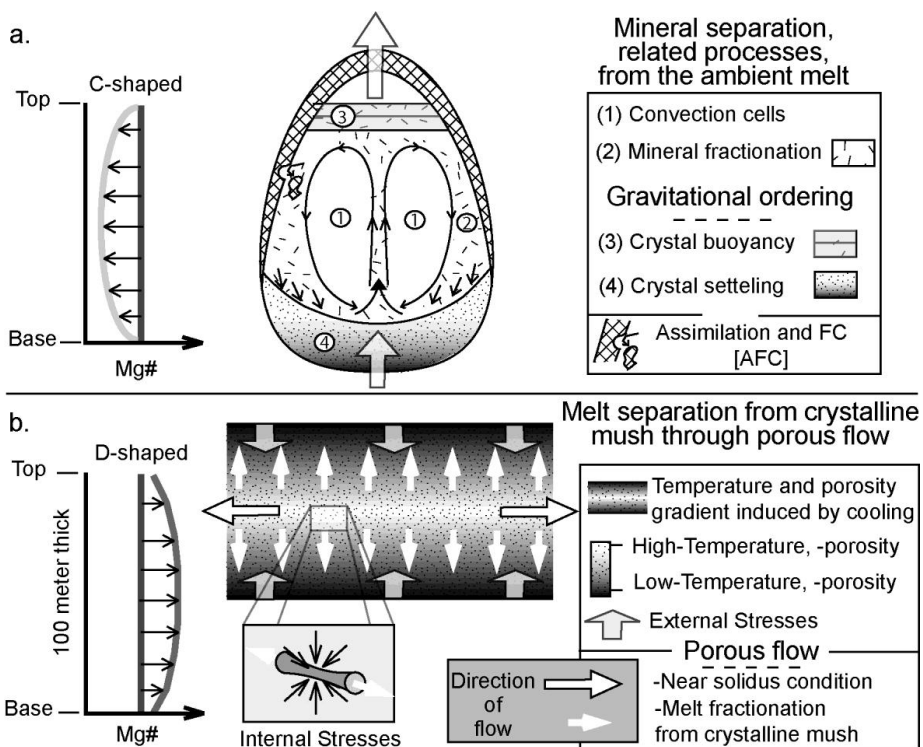 a.
C-shaped
Top
Base
Mg#
3
1
1
2
4
Mineral separation,
related processes,
from the ambient melt
(1) Convection cells
(2) Mineral fractionation
Gravitational ordering
(3) Crystal buoyancy
(4) Crystal setteling
Assimilation and FC
[AFC]
b.
D-shaped
Top
100 meter thick
Base
Mg#
Internal Stresses
Melt separation from crystalline
mush through porous flow
Temperature and porosity
gradient induced by cooling
High-Temperature, -porosity
Low-Temperature, -porosity
External Stresses
Porous flow
Direction
of
flow
-Near solidus condition
-Melt fractionation
from crystalline mush